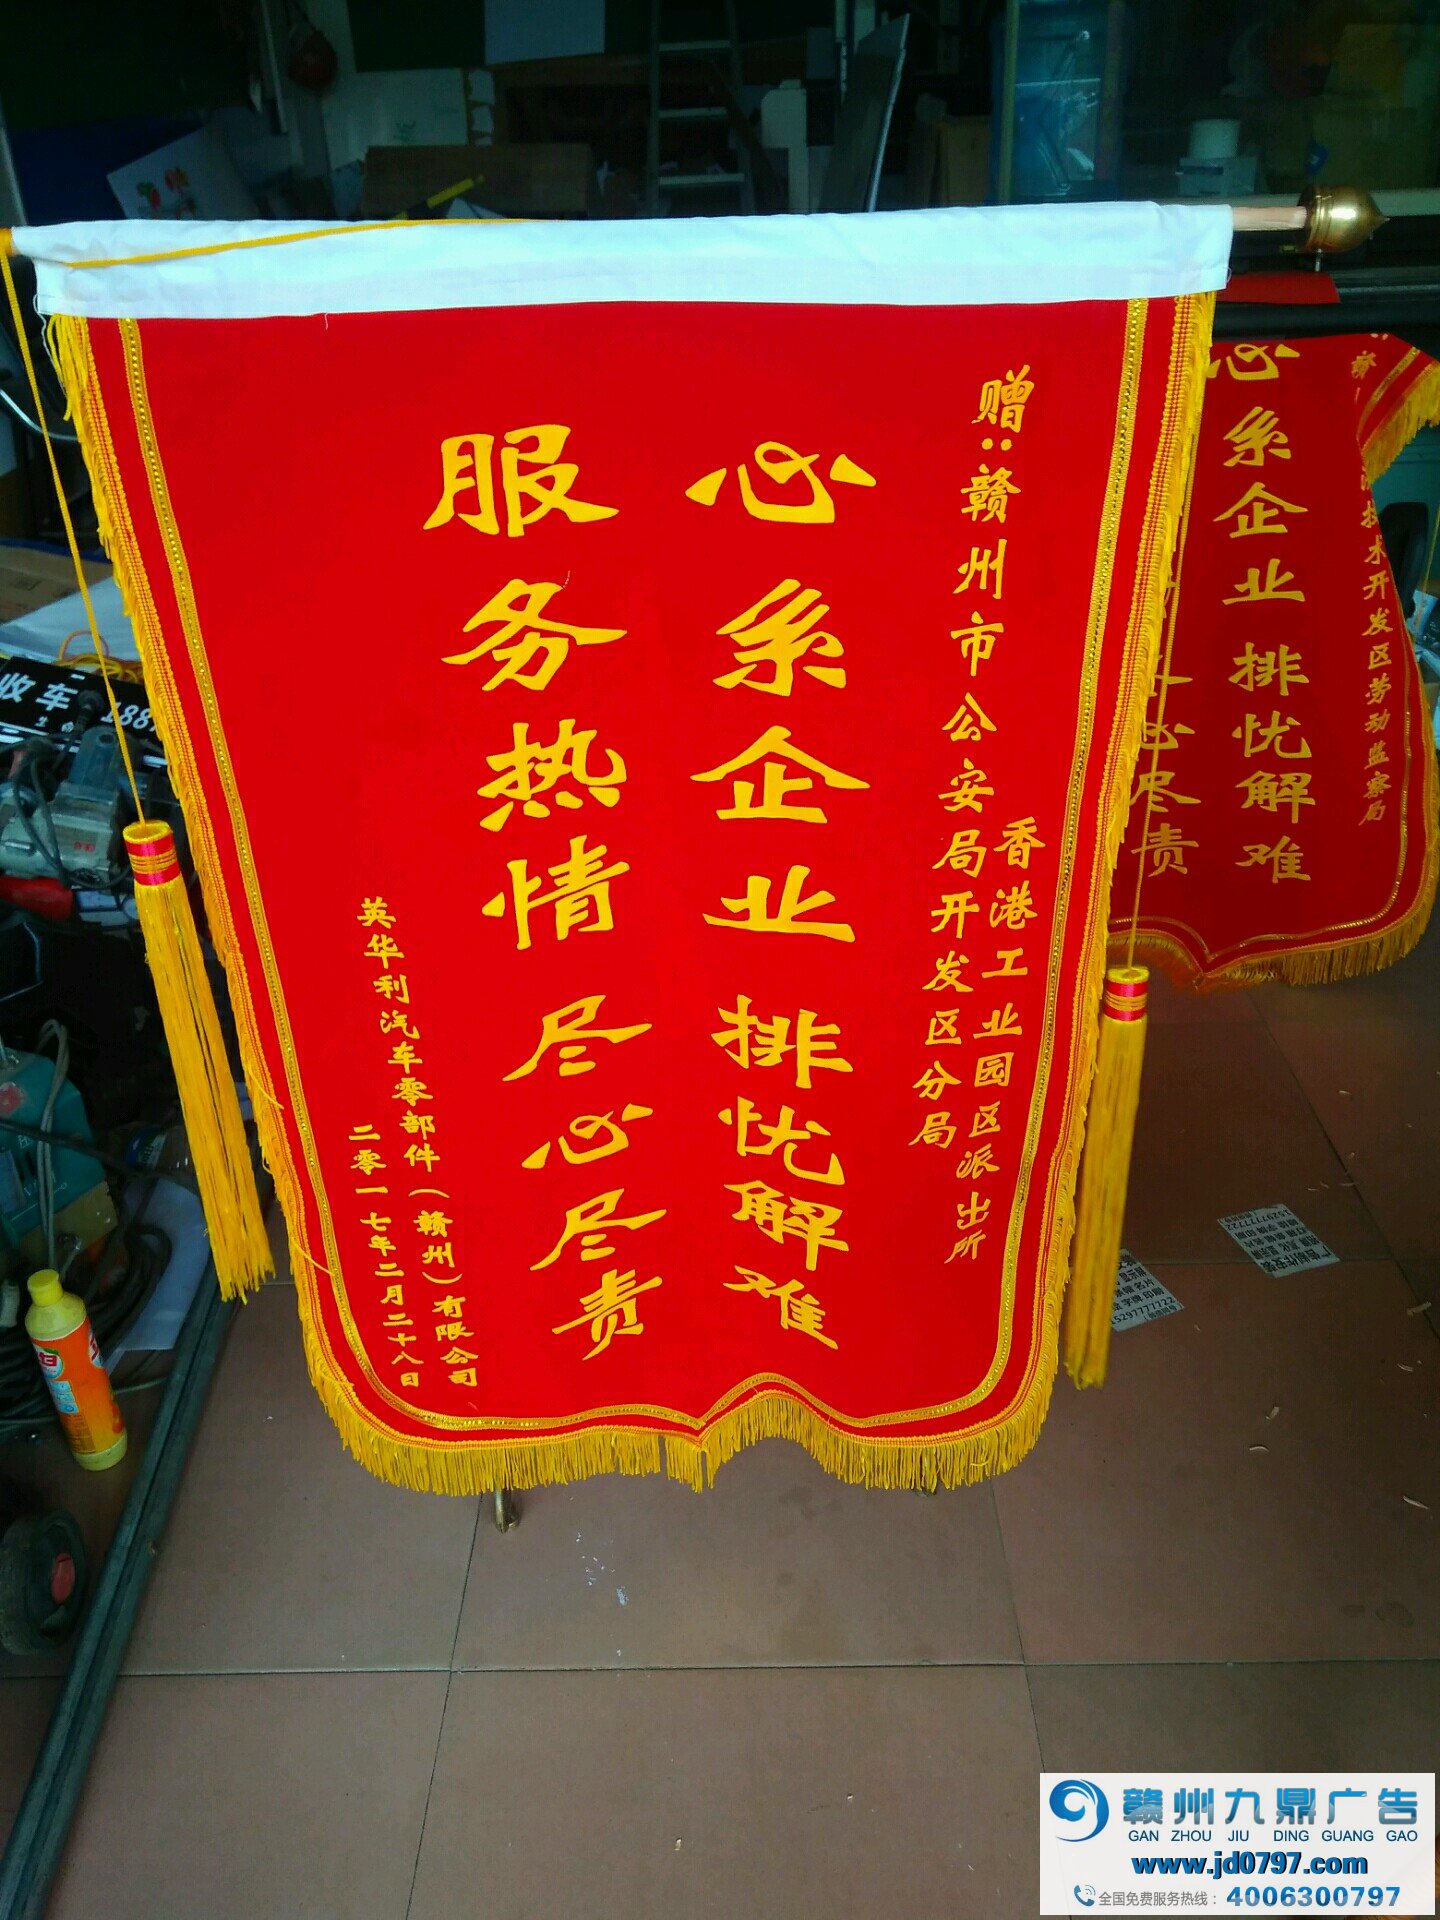 赠:赣州市公安局开发区分局
香港工业园区派出所
心系企业 排忧解难
服务热情 尽心尽责
英华利汽车零部件(赣州)有限公司
二零一七年二月二十八日
赣
技术开发区劳动监察局
心系企业 排忧解难
心尽责
收车
188
15297777722
15297777722
赣州九鼎广告
GAN ZHOU JIU DING GUANG GAO
www.jd0797.com
全国免费服务热线:4006300797